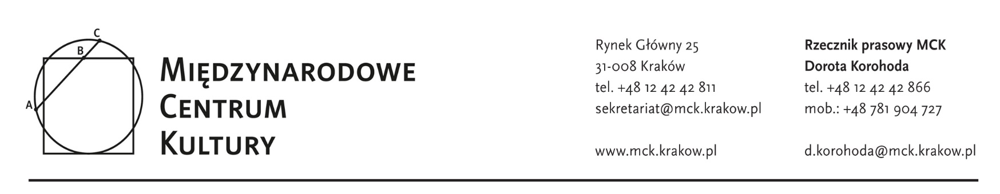 C
B
A
MIĘDZYNARODOWE
CENTRUM
KULTURY
Rynek Główny 25
31-008 Kraków
tel. +48 12 42 42 811
sekretariat@mck.krakow.pl
www.mck.krakow.pl
Rzecznik prasowy MCK
Dorota Korohoda
tel. +48 12 42 42 866
mob.: +48 781 904 727
d.korohoda@mck.krakow.pl